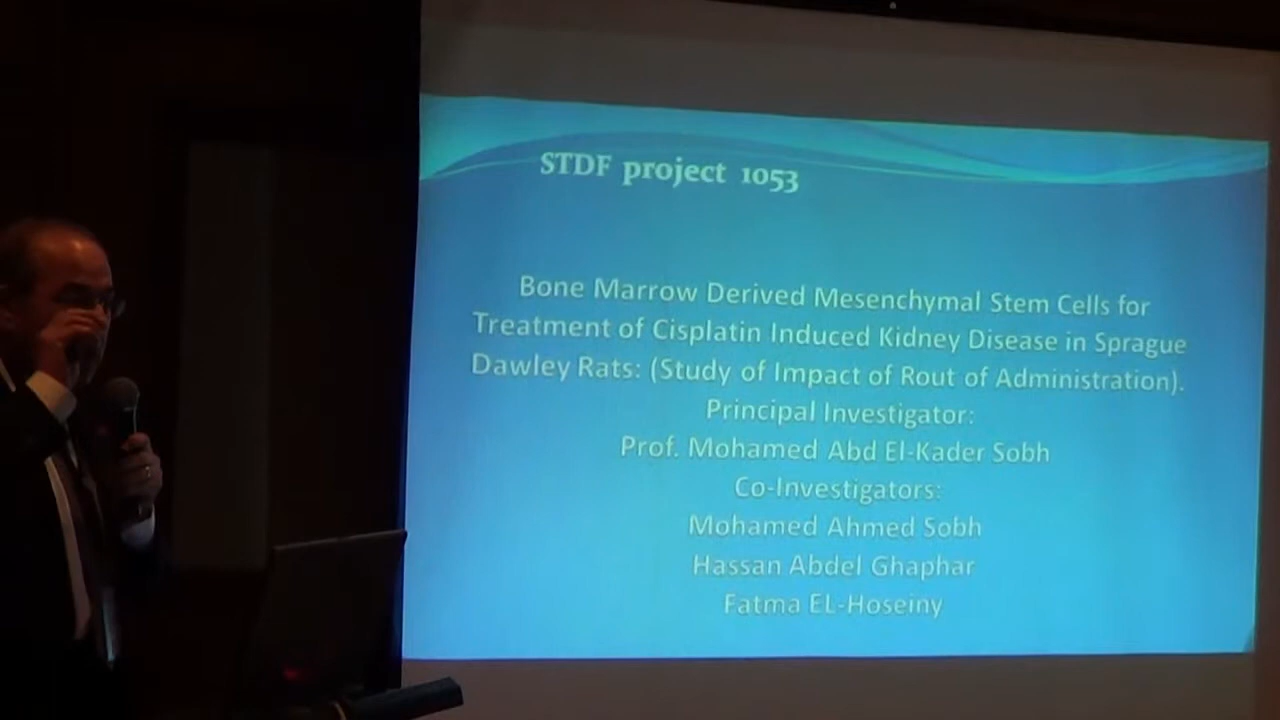 STDF project 1053
Bone Marrow Derived Mesenchymal Stem Cells for
Treatment of Cisplatin Induced Kidney Disease in Sprague
Dawley Rats: (Study of Impact of Rout of Administration).
Principal Investigator:
Prof. Mohamed Abd El-Kader Sobh
Co-Investigators:
Mohamed Ahmed Sobh
Hassan Abdel Ghaphar
Fatma EL-Hoseiny